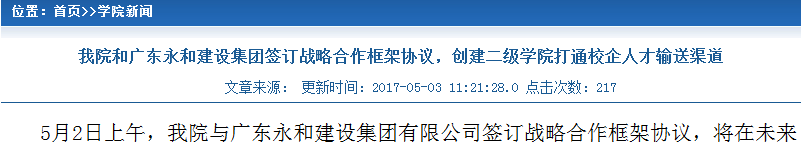 位置：首页>>学院新闻
我院和广东永和建设集团签订战略合作框架协议，创建二级学院打通校企人才输送渠道
文章来源： 更新时间：2017-05-03 11:21:28.0 点击次数：217
5月2日上午，我院与广东永和建设集团有限公司签订战略合作框架协议，将在未来